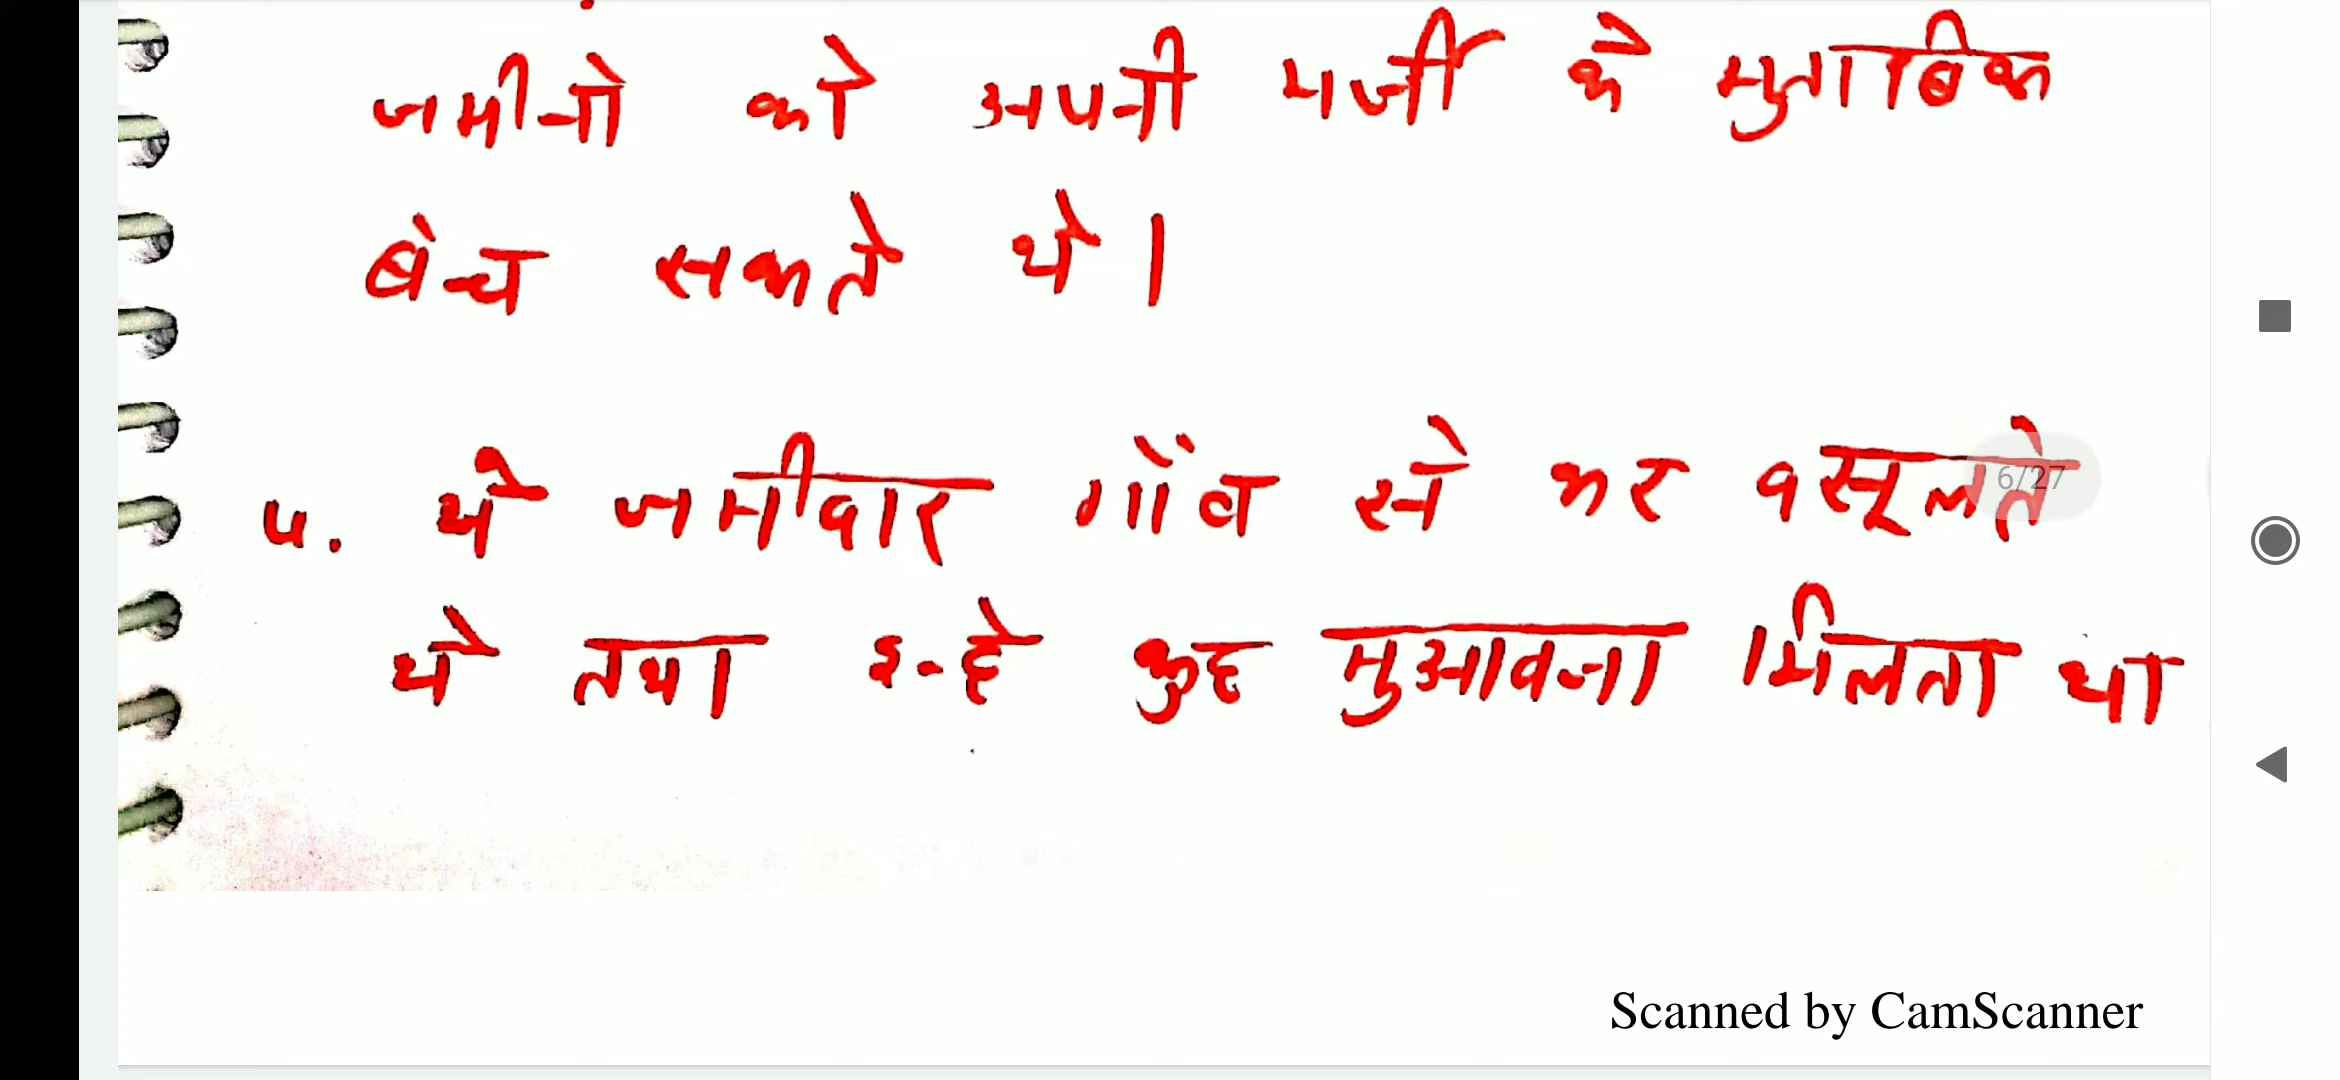 जमीनो को अपनी मर्जी के मुताबिक
बेच सकते थे।
५. ये जमीदार गाँव से कर वसूलते
6/27
थे तथा इन्हे कुछ मुआवजा मिलता था
Scanned by CamScanner